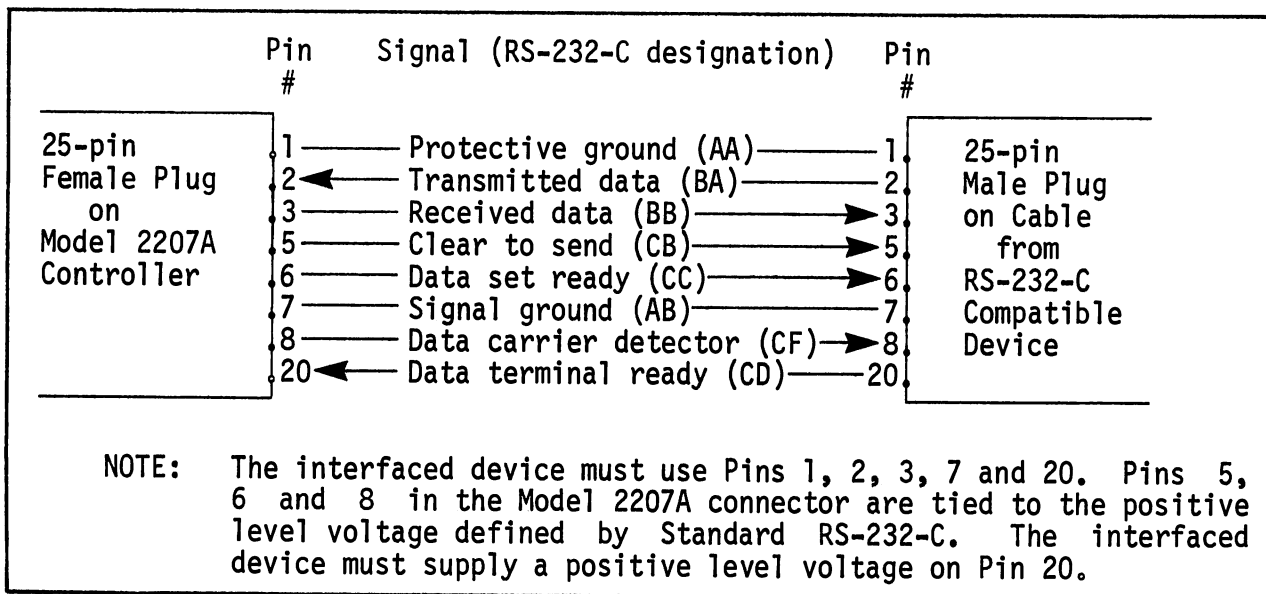 Pin Signal (RS-232-C designation) Pin
# #
25-pin 1 Protective ground (AA) 1 25-pin
Female Plug 2 Transmitted data (BA) 2 Male Plug
on 3 Received data (BB) 3 on Cable
Model 2207A 5 Clear to send (CB) 5 from
Controller 6 Data set ready (CC) 6 RS-232-C
7 Signal ground (AB) 7 Compatible
8 Data carrier detector (CF) 8 Device
20 Data terminal ready (CD) 20
NOTE: The interfaced device must use Pins 1, 2, 3, 7 and 20. Pins 5,
6 and 8 in the Model 2207A connector are tied to the positive
level voltage defined by Standard RS-232-C. The interfaced
device must supply a positive level voltage on Pin 20.